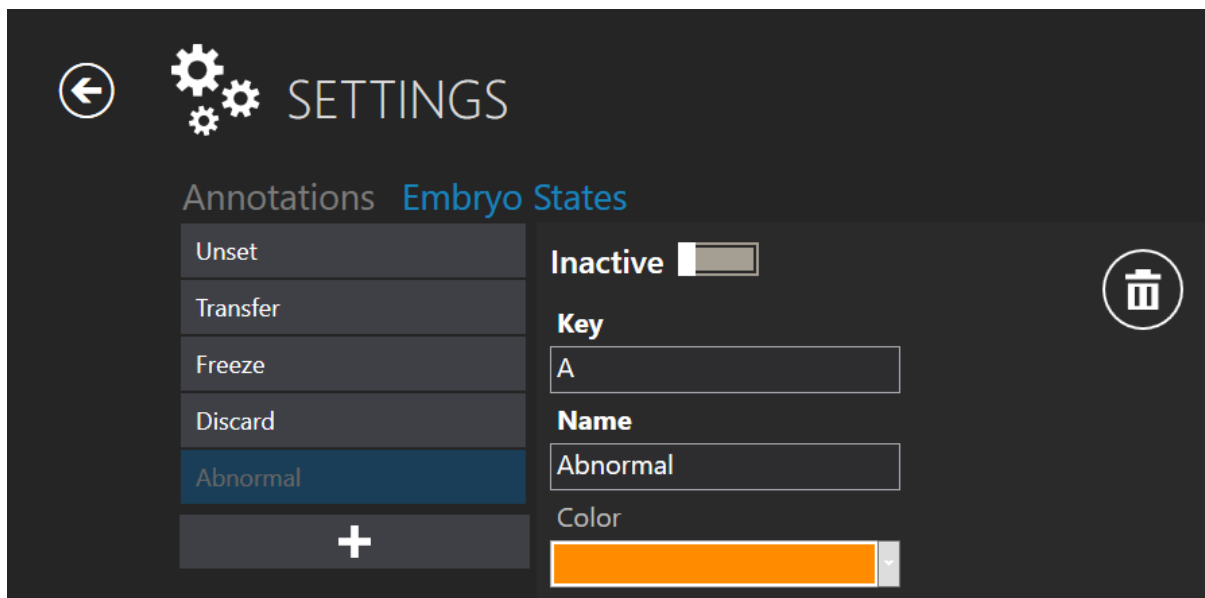 SETTINGS
Annotations Embryo States
Unset
Transfer
Freeze
Discard
Abnormal
Inactive
Key
A
Name
Abnormal
Color